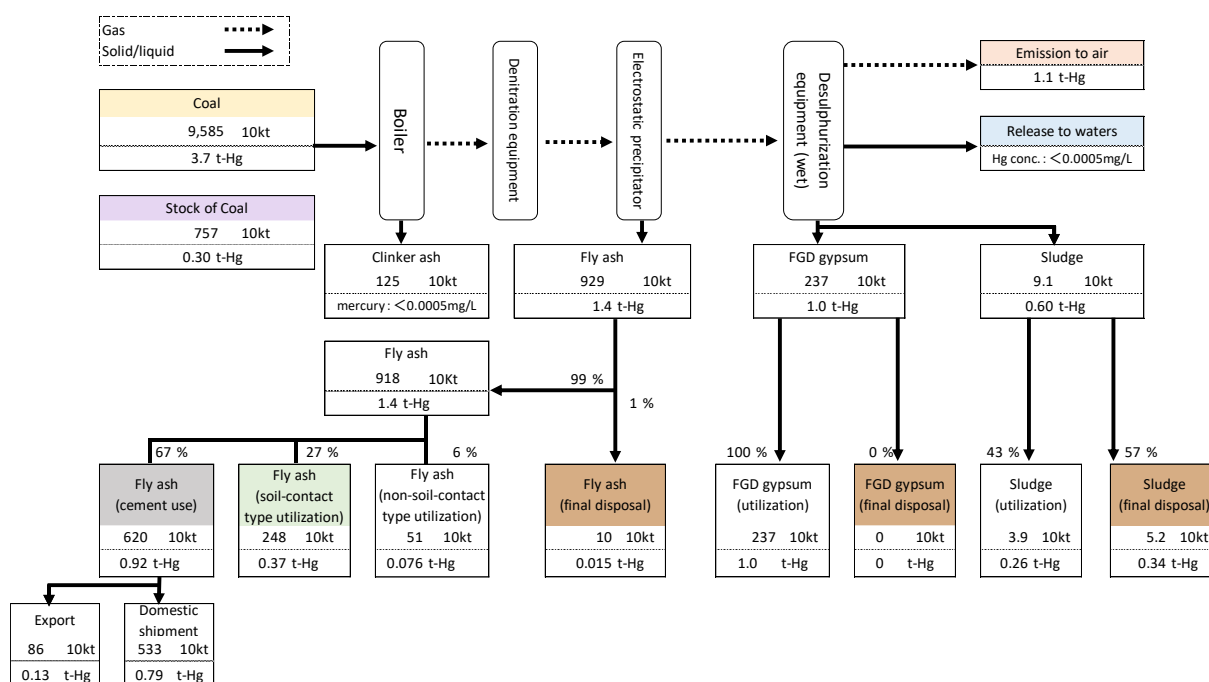 Gas
Solid/liquid
Coal
9,585 10kt
3.7 t-Hg
Stock of Coal
757 10kt
0.30 t-Hg
Boiler
Denitration equipment
Electrostatic precipitator
Desulphurization
equipment (wet)
Emission to air
1.1 t-Hg
Release to waters
Hg conc.: <0.0005mg/L
Clinker ash
125 10kt
mercury: <0.0005mg/L
Fly ash
929 10kt
1.4 t-Hg
FGD gypsum
237 10kt
1.0 t-Hg
Sludge
9.1 10kt
0.60 t-Hg
Fly ash
918 10Kt
1.4 t-Hg
99 %
1 %
67 %
27 %
6 %
100 %
0 %
43 %
57 %
Fly ash
(cement use)
620 10kt
0.92 t-Hg
Fly ash
(soil-contact
type utilization)
248 10kt
0.37 t-Hg
Fly ash
(non-soil-contact
type utilization)
51 10kt
0.076 t-Hg
Fly ash
(final disposal)
10 10kt
0.015 t-Hg
FGD gypsum
(utilization)
237 10kt
1.0 t-Hg
FGD gypsum
(final disposal)
0 10kt
0 t-Hg
Sludge
(utilization)
3.9 10kt
0.26 t-Hg
Sludge
(final disposal)
5.2 10kt
0.34 t-Hg
Export
86 10kt
0.13 t-Hg
Domestic
shipment
533 10kt
0.79 t-Hg